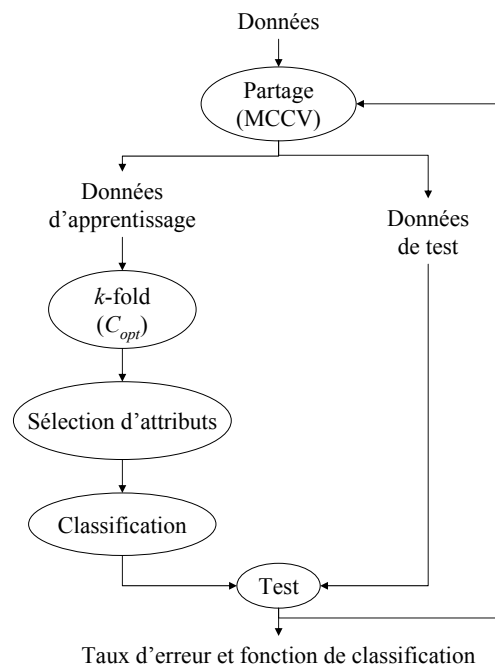 Données
Partage
(MCCV)
Données
d'apprentissage
Données
de test
k-fold
(Copt)
Sélection d'attributs
Classification
Test
Taux d'erreur et fonction de classification